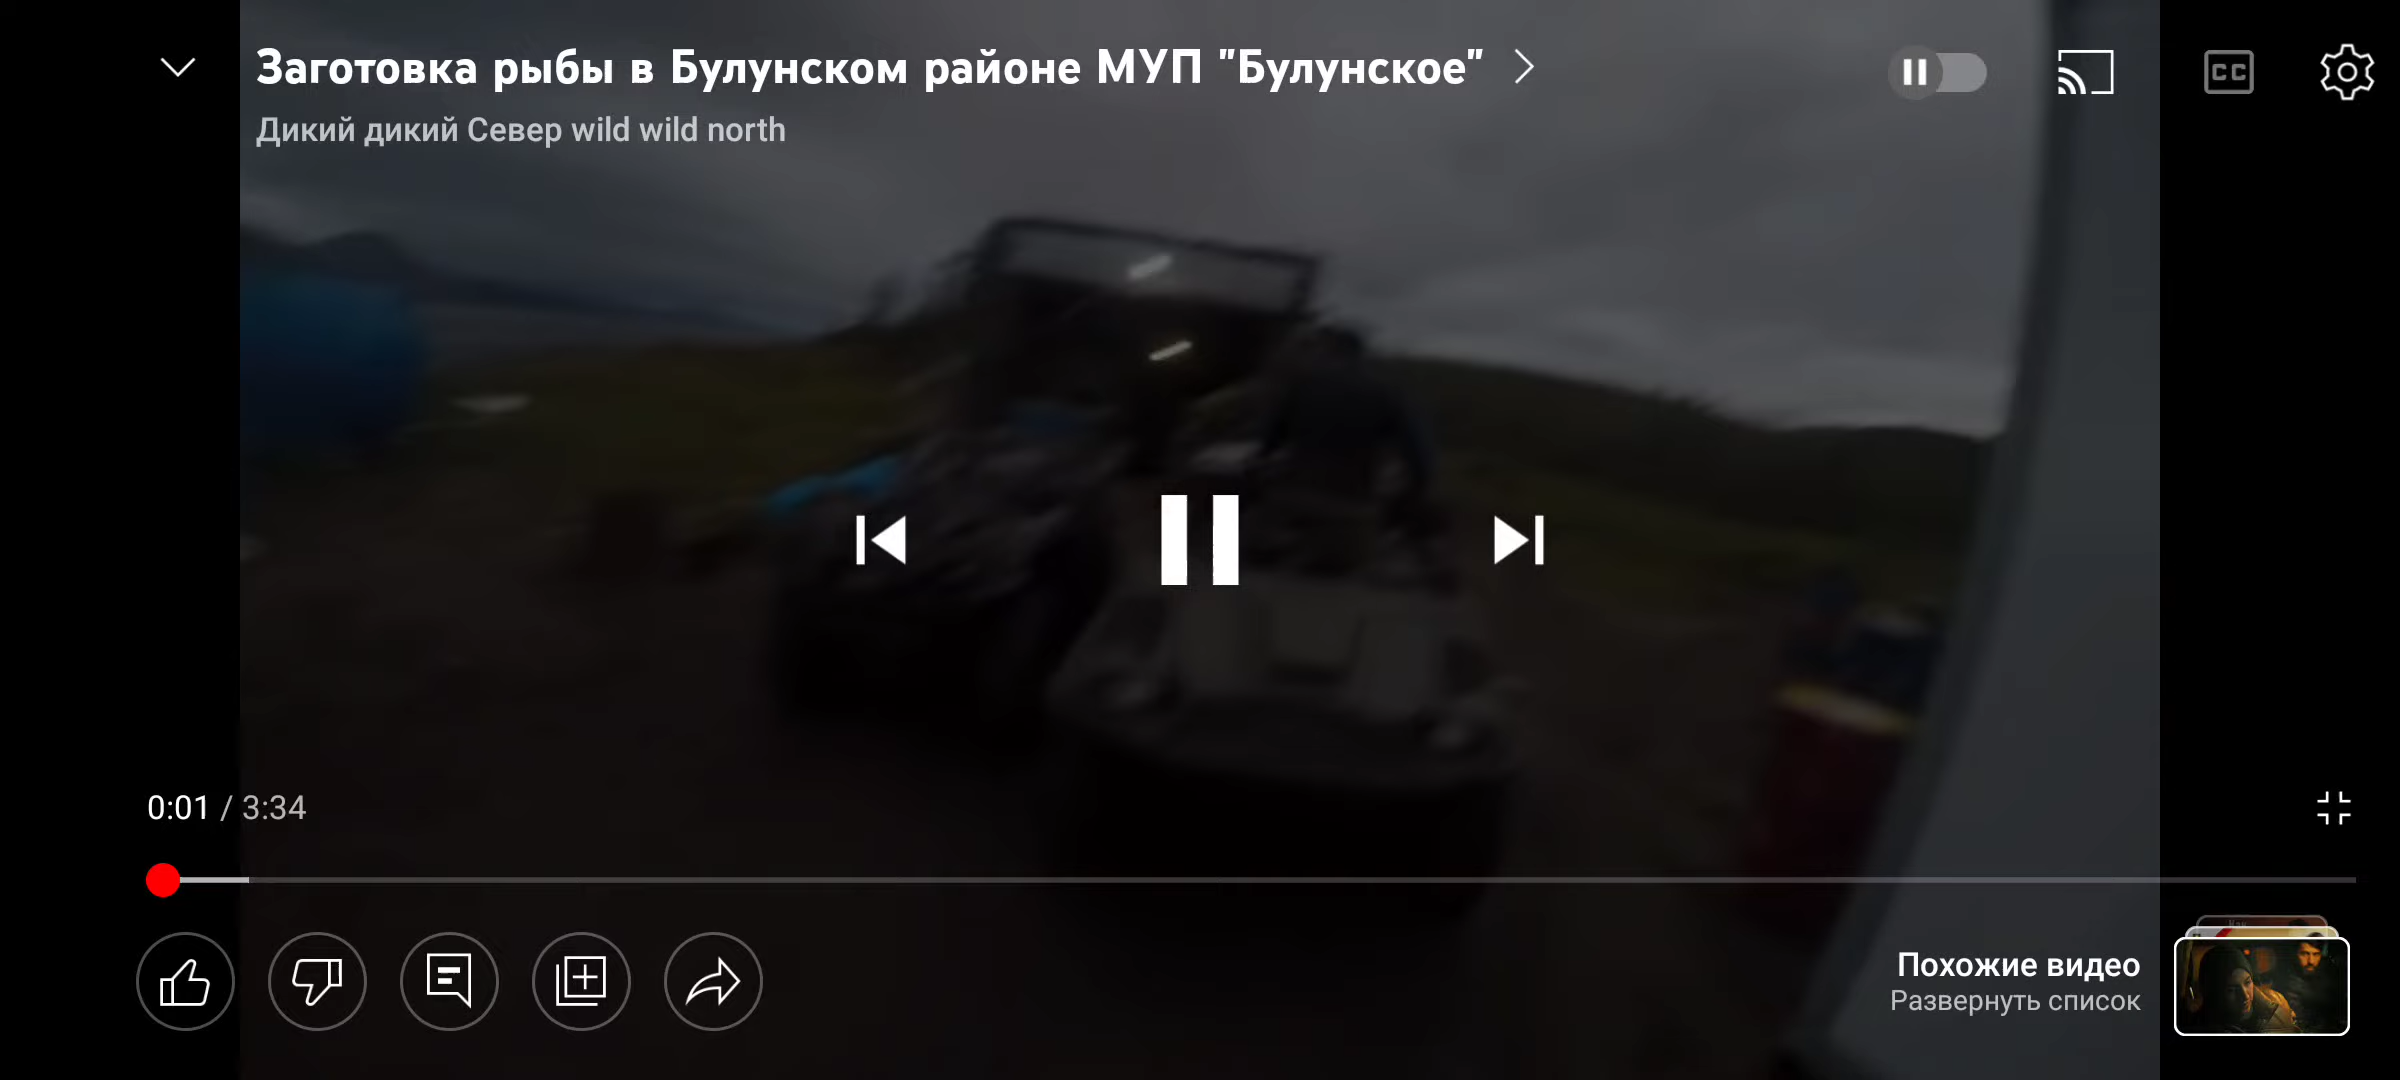 Заготовка рыбы в Булунском районе МУП "Булунское"
Дикий дикий Север wild wild north
CC
0:01 / 3:34
Похожие видео
Развернуть список